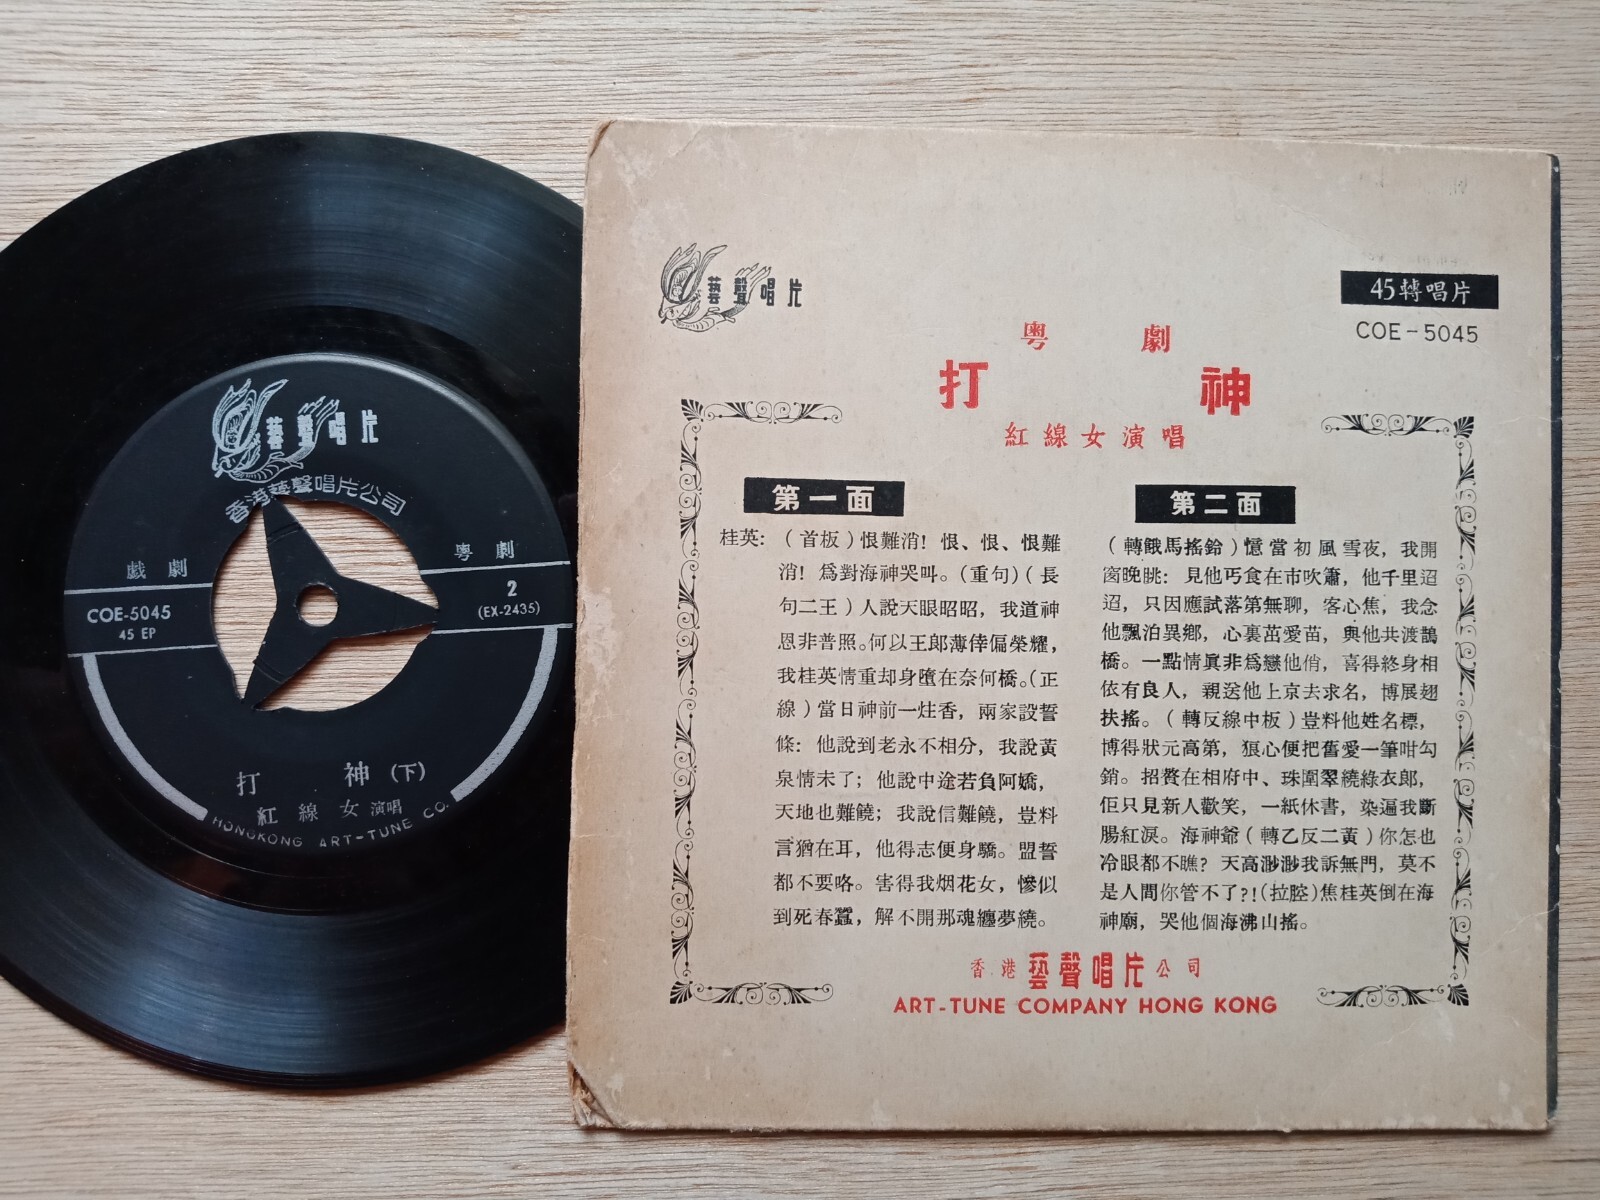 藝聲唱片
香港藝聲唱片公司
戲劇
COE-5045
45 EP
粵劇
2
(EX-2435)
打神(下)
紅線女演唱
HONGKONG ART-TUNE CO.
藝聲唱片
45轉唱片
COE-5045
粵劇
打神
紅線女演唱
第一面
桂英:(首板)恨難消!恨、恨、恨難
消!為對海神哭叫。(重句)(長
句二王)人說天眼昭昭,我道神
恩非普照。何以王郎薄倖偏榮耀,
我桂英情重却身墮在奈何橋。(正
線)當日神前一炷香,兩家設誓
條:他說到老永不相分,我說黃
泉情未了;他說中途若負阿嬌,
天地也難饒;我說信難饒,豈料
言猶在耳,他得志便身驕。盟誓
都不要咯。害得我烟花女,慘似
到死春蠶,解不開那魂纏夢繞。
第二面
(轉餓馬搖鈴)憶當初風雪夜,我開
窗晚眺:見他丐食在市吹簫,他千里迢
迢,只因應試落第無聊,客心焦,我念
他飄泊異鄉,心裏茁愛苗,與他共渡鵲
橋。一點情眞非為戀他俏,喜得終身相
依有良人,親送他上京去求名,博展翅
扶搖。(轉反線中板)豈料他姓名標,
博得狀元高第,狠心便把舊愛一筆咁勾
銷。招贅在相府中、珠圍翠繞綠衣郎,
佢只見新人歡笑,一紙休書,染逼我斷
腸紅淚。海神爺(轉乙反二黃)你怎也
冷眼都不瞧?天高渺渺我訴無門,莫不
是人間你管不了?!(拉腔)焦桂英倒在海
神廟,哭他個海沸山搖。
香港藝聲唱片公司
ART-TUNE COMPANY HONG KONG